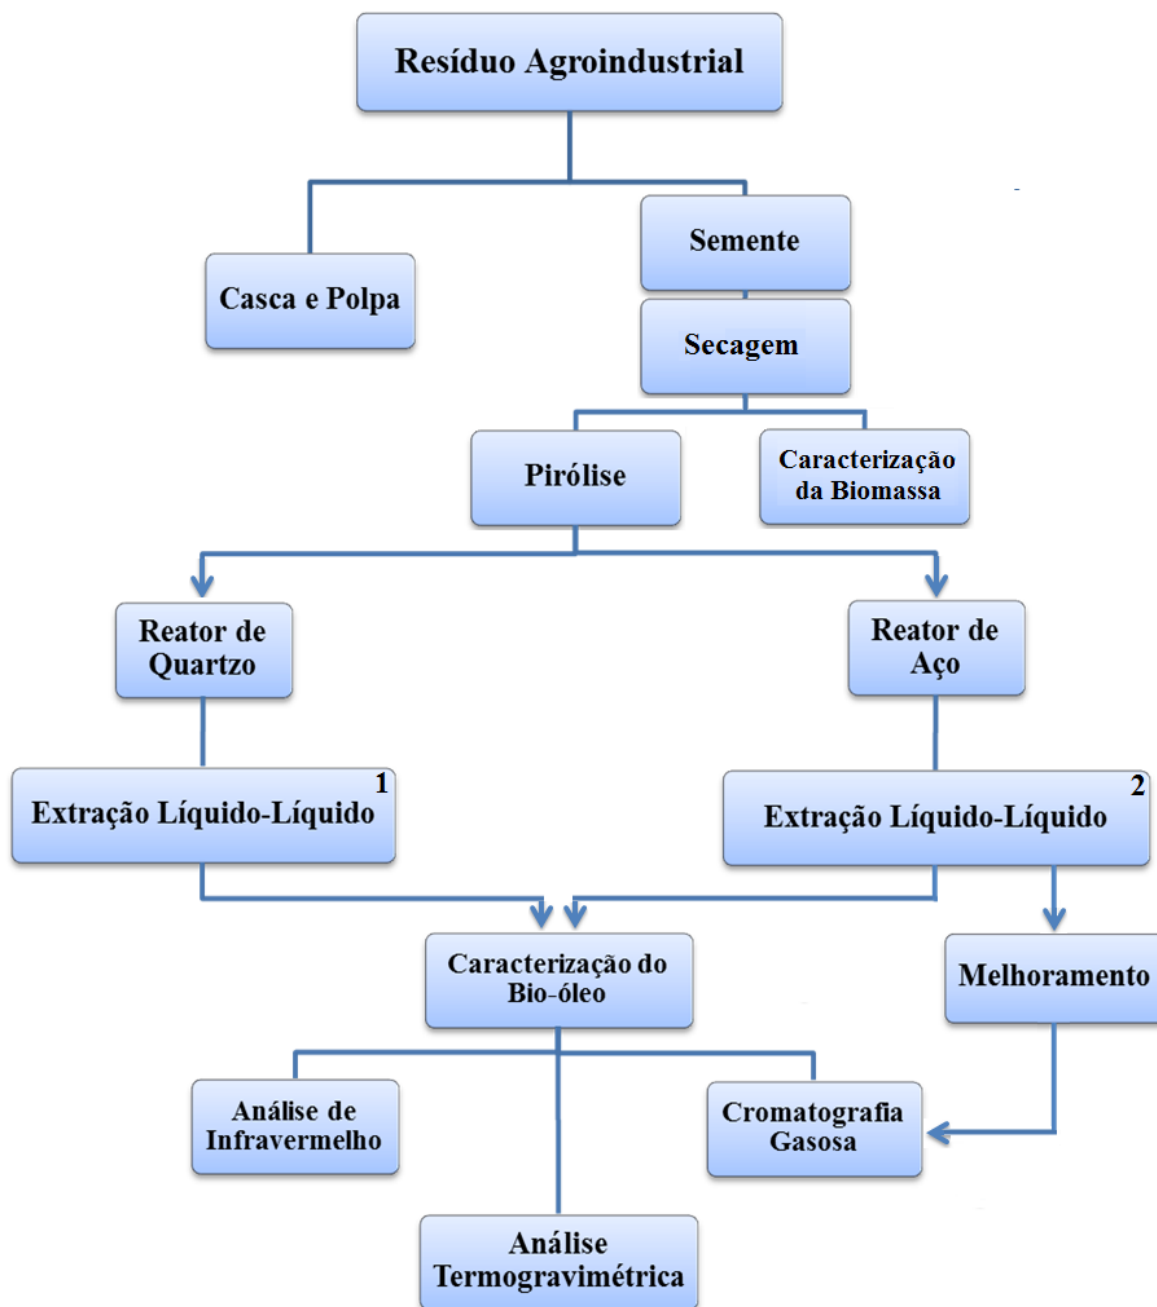 Resíduo Agroindustrial
Semente
Casca e Polpa
Secagem
Pirólise
Caracterização
da Biomassa
Reator de
Quartzo
Reator de
Aço
1
Extração Líquido-Líquido
2
Extração Líquido-Líquido
Caracterização do
Bio-óleo
Melhoramento
Análise de
Infravermelho
Cromatografia
Gasosa
Análise
Termogravimétrica